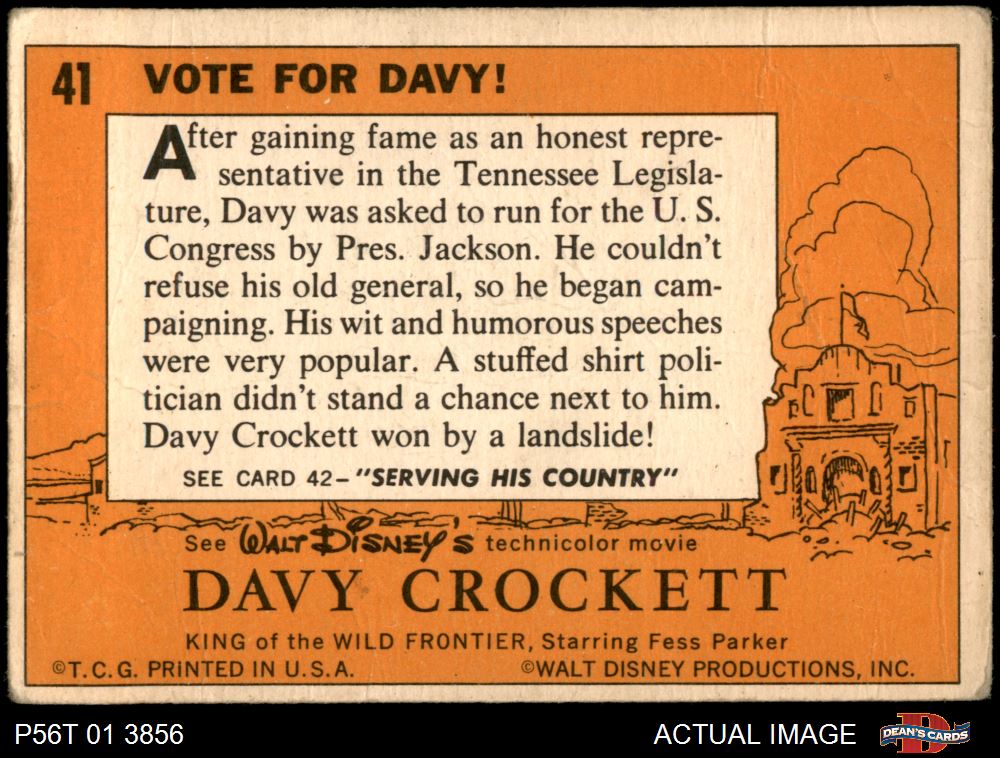 41 VOTE FOR DAVY!
After gaining fame as an honest repre-
sentative in the Tennessee Legisla-
ture, Davy was asked to run for the U. S.
Congress by Pres. Jackson. He couldn't
refuse his old general, so he began cam-
paigning. His wit and humorous speeches
were very popular. A stuffed shirt poli-
tician didn't stand a chance next to him.
Davy Crockett won by a landslide!
SEE CARD 42—"SERVING HIS COUNTRY"
See WALT DISNEY'S technicolor movie
DAVY CROCKETT
KING of the WILD FRONTIER, Starring Fess Parker
©T.C.G. PRINTED IN U.S.A. ©WALT DISNEY PRODUCTIONS, INC.
P56T 01 3856 ACTUAL IMAGE D DEAN'S CARDS